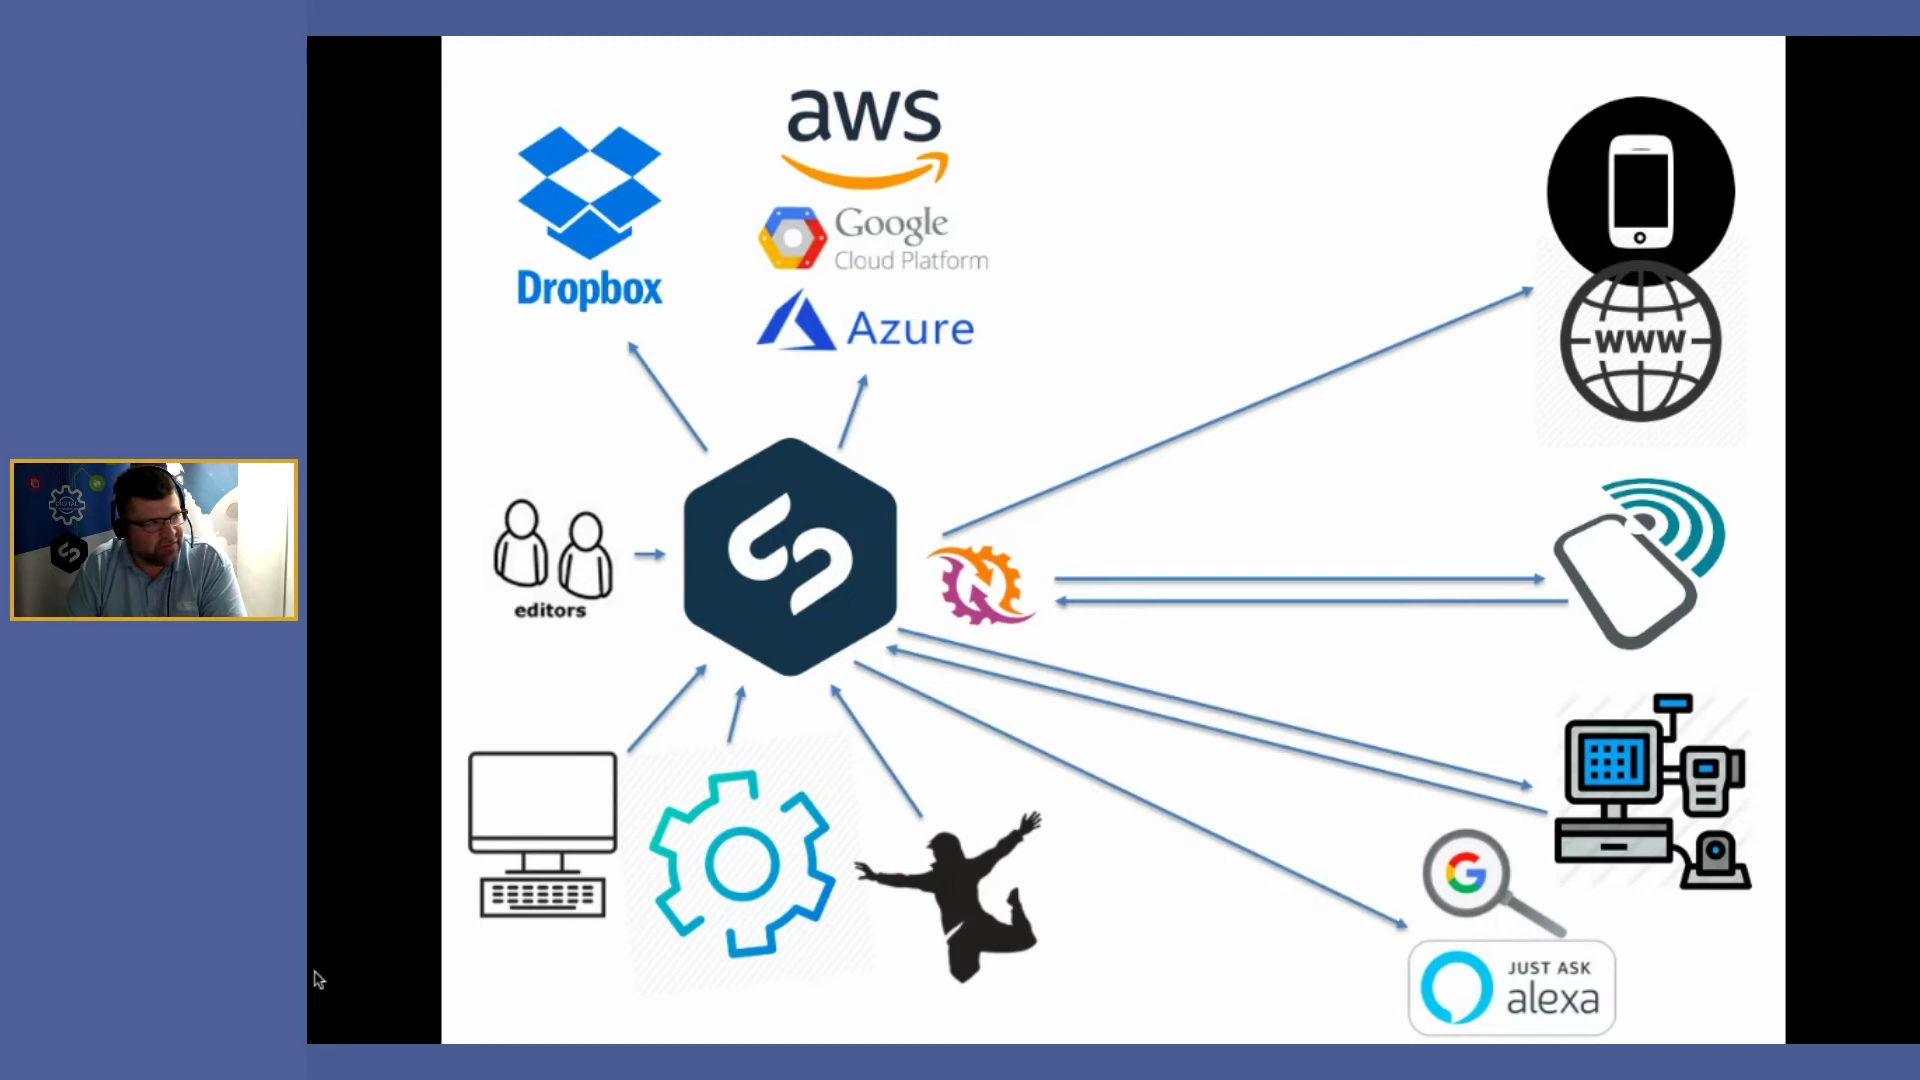 aws
Dropbox
Google
Cloud Platform
Azure
www
editors
G
JUST ASK
alexa